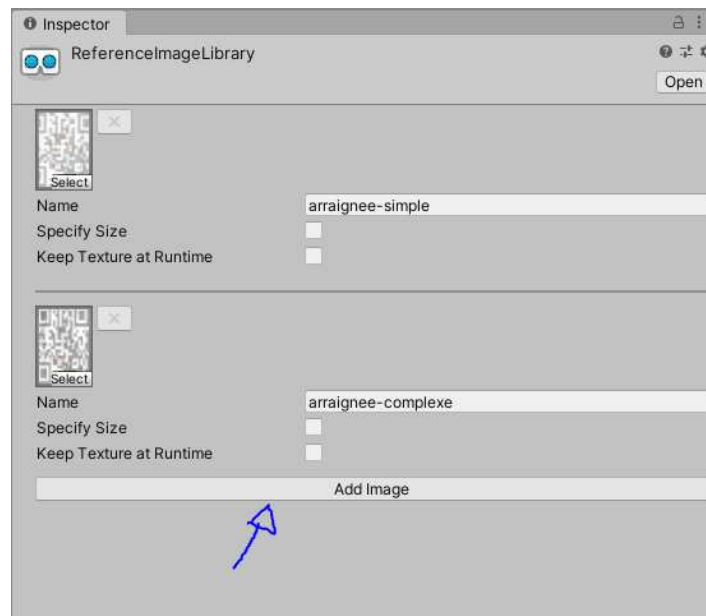 Inspector
ReferenceImageLibrary
Open
Select
Name arraignee-simple
Specify Size
Keep Texture at Runtime
Select
Name arraignee-complexe
Specify Size
Keep Texture at Runtime
Add Image